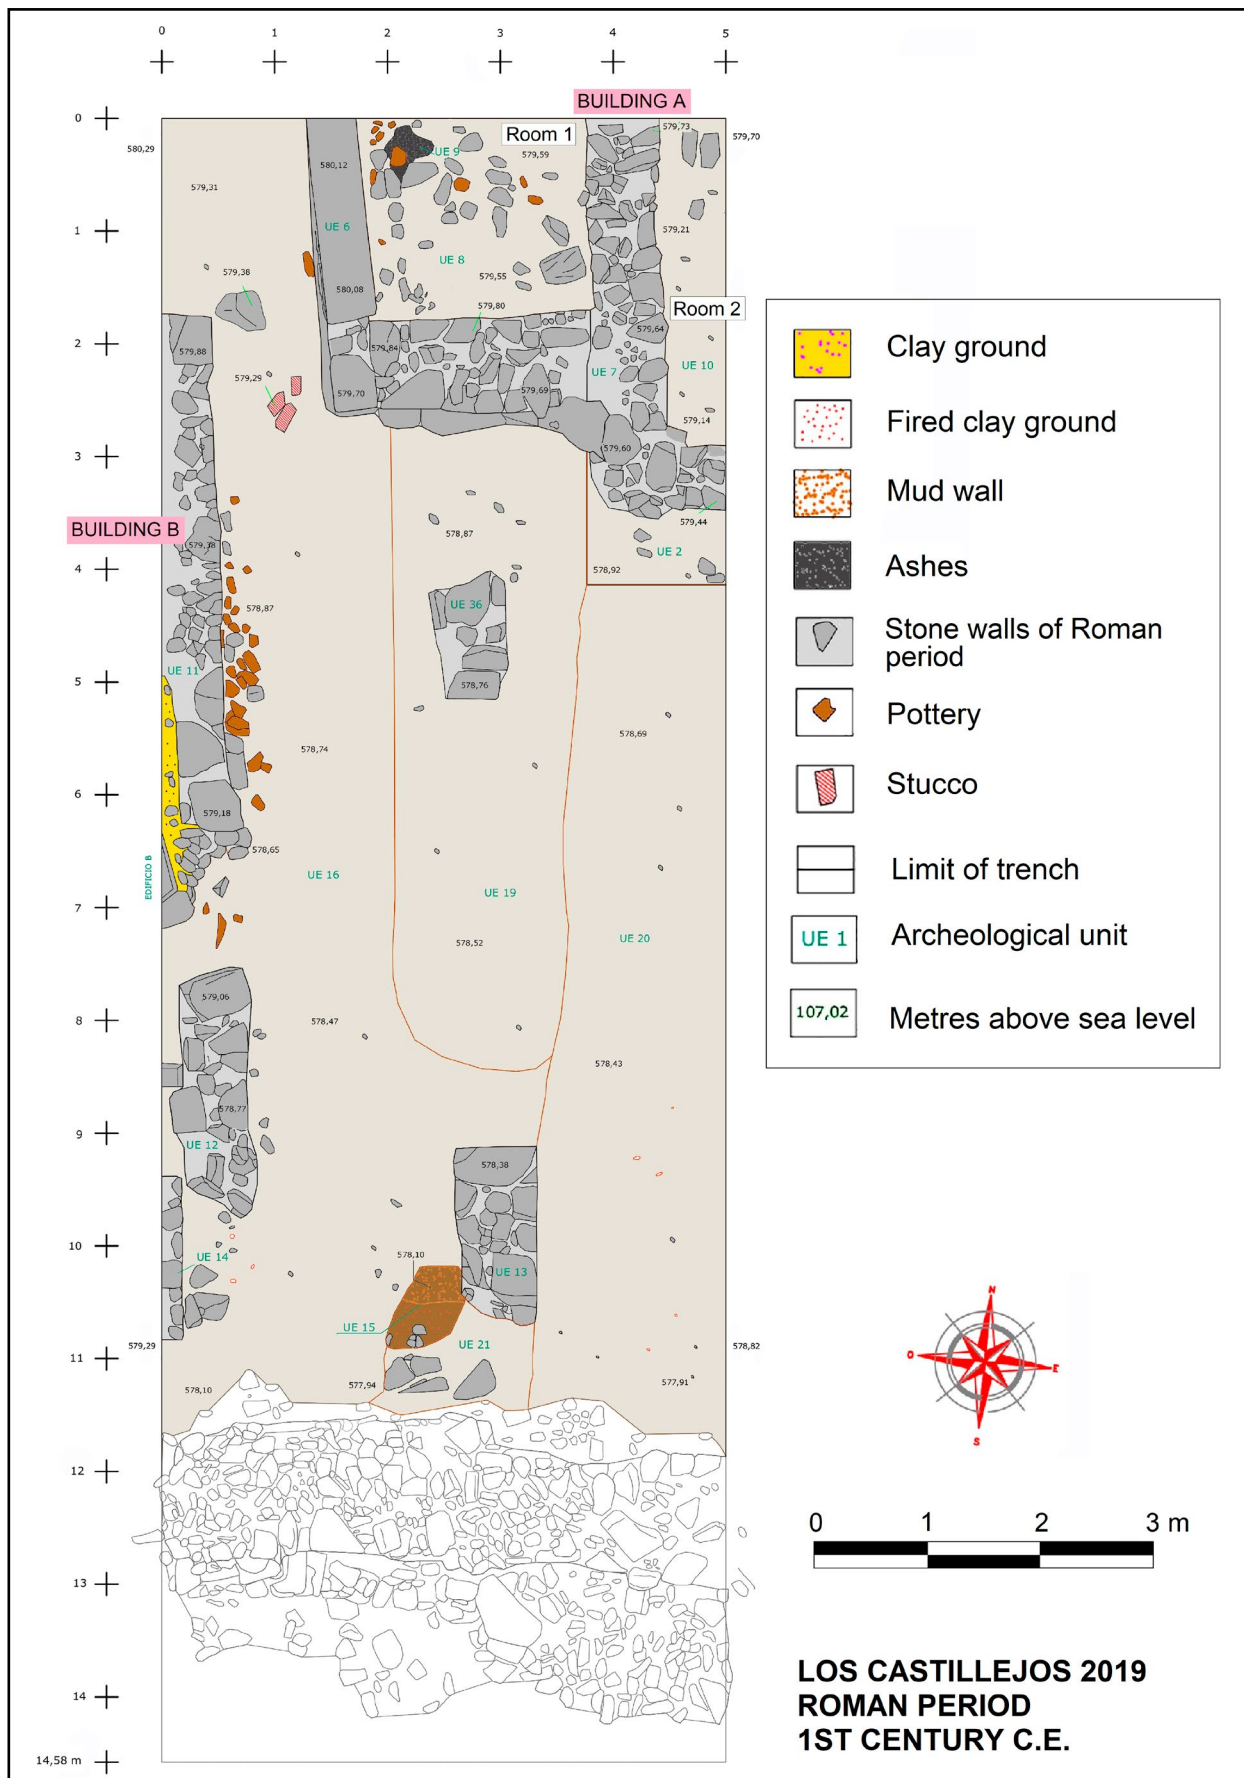 0 1 2 3 4 5
BUILDING A
0
580,29
579,73
579,70
Room 1
UE 9
579,59
580,12
579,31
1
UE 6
579,21
UE 8
579,38
579,55
580,08
579,80
Room 2
2
579,88
579,84
579,64
579,29
579,70
579,69
UE 7
UE 10
579,14
3
579,60
579,44
BUILDING B
579,38
578,87
UE 2
4
578,92
578,87
UE 36
UE 11
5
578,76
578,74
578,69
6
579,18
578,65
EDIFICIO B
UE 16
UE 19
7
UE 20
578,52
579,06
8
578,47
578,43
578,77
9
UE 12
578,38
10
UE 14
578,10
UE 13
UE 15
UE 21
11
579,29
578,82
578,10
577,94
577,91
12
13
14
14,58 m
Clay ground
Fired clay ground
Mud wall
Ashes
Stone walls of Roman
period
Pottery
Stucco
Limit of trench
UE 1
Archeological unit
107,02
Metres above sea level
N
O
E
S
0 1 2 3 m
LOS CASTILLEJOS 2019
ROMAN PERIOD
1ST CENTURY C.E.